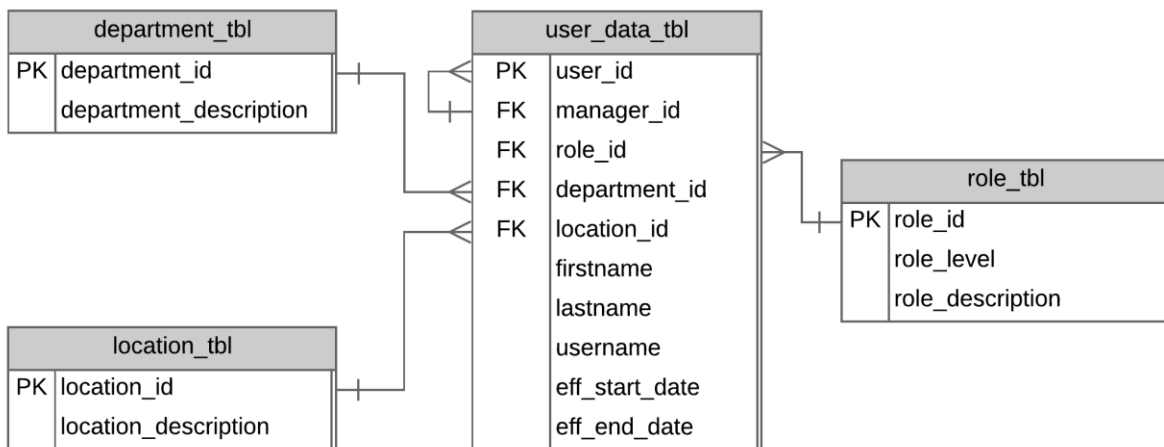 department_tbl
PK department_id
department_description
user_data_tbl
PK user_id
FK manager_id
FK role_id
FK department_id
FK location_id
firstname
lastname
username
eff_start_date
eff_end_date
role_tbl
PK role_id
role_level
role_description
location_tbl
PK location_id
location_description